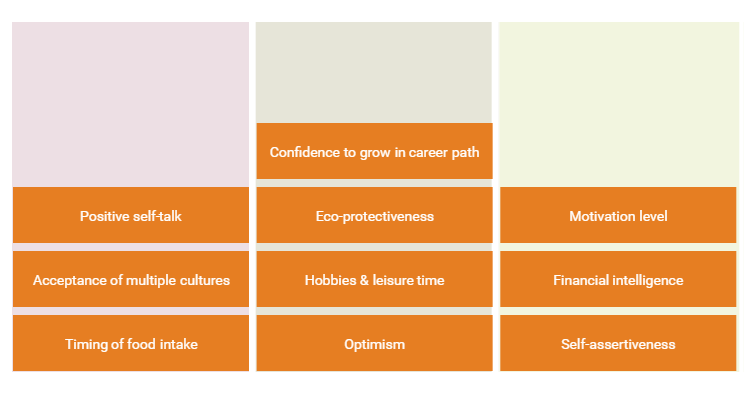 Confidence to grow in career path
Positive self-talk
Eco-protectiveness
Motivation level
Acceptance of multiple cultures
Hobbies & leisure time
Financial intelligence
Timing of food intake
Optimism
Self-assertiveness